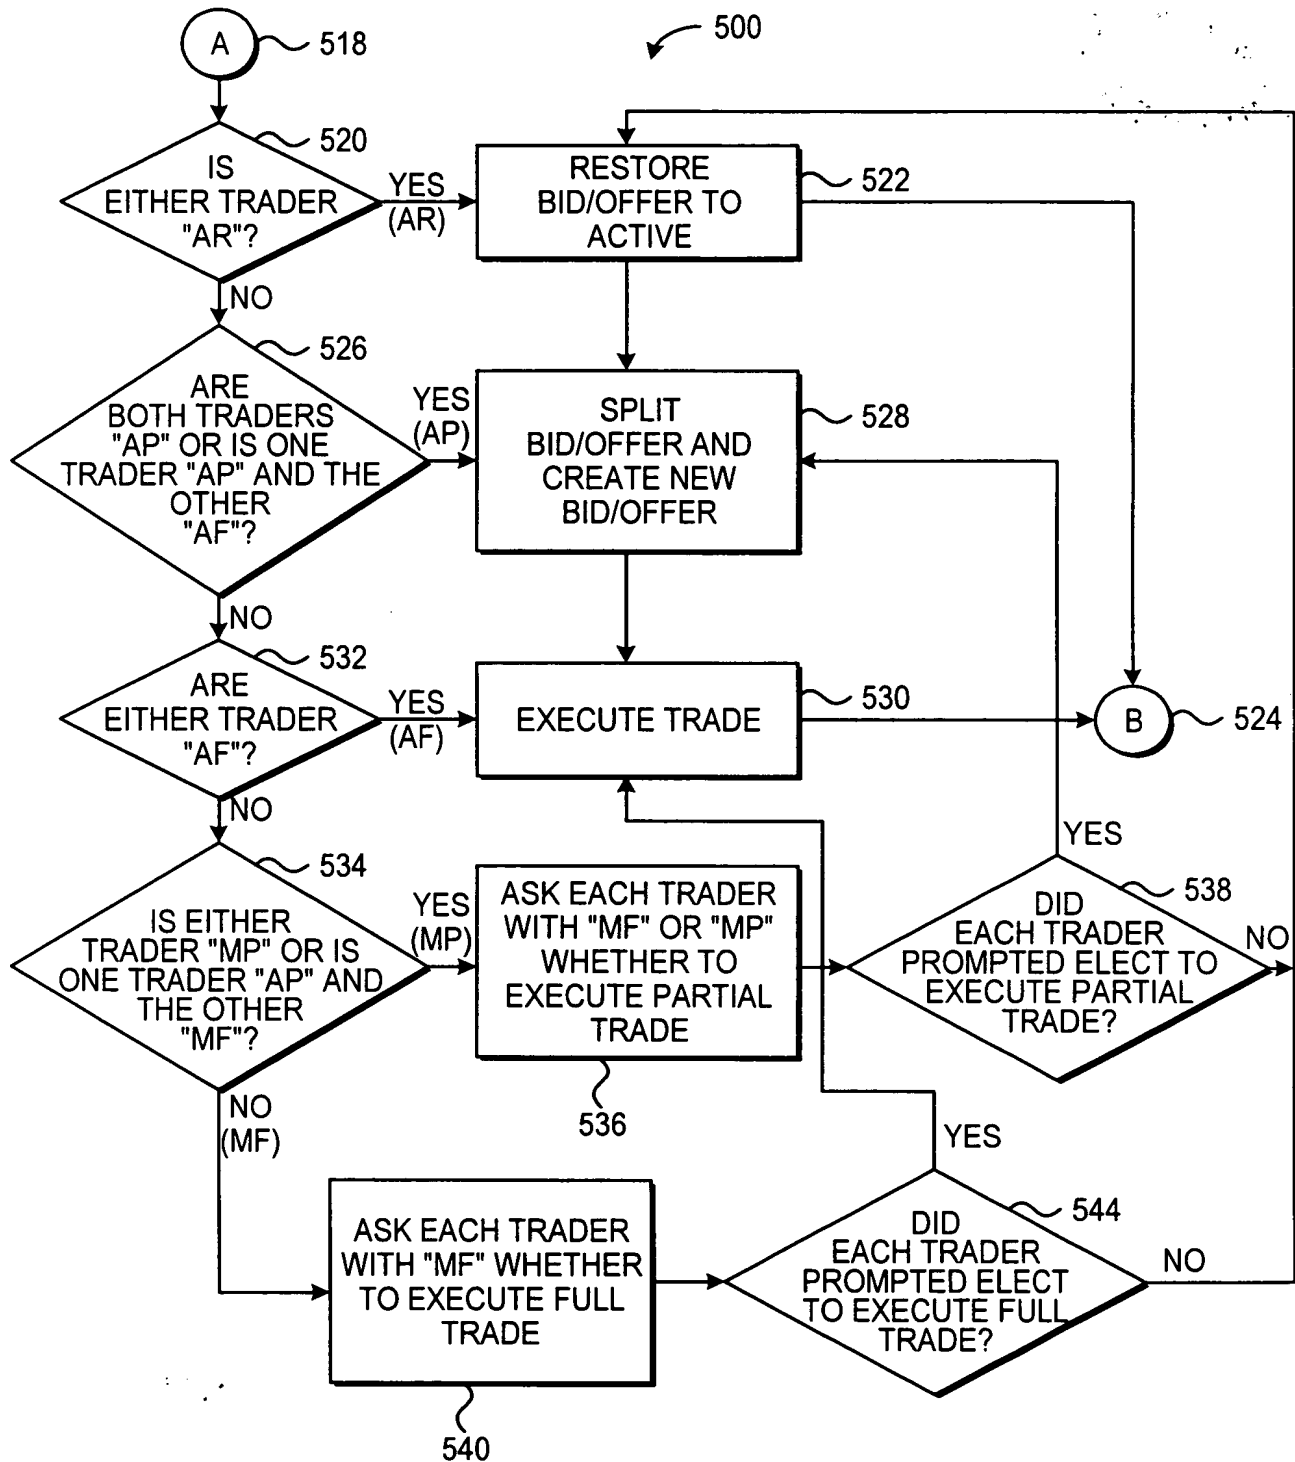 A
518
500
520
IS
EITHER TRADER
"AR"?
YES
(AR)
RESTORE
BID/OFFER TO
ACTIVE
522
NO
526
ARE
BOTH TRADERS
"AP" OR IS ONE
TRADER "AP" AND THE
OTHER
"AF"?
YES
(AP)
SPLIT
BID/OFFER AND
CREATE NEW
BID/OFFER
528
NO
532
ARE
EITHER TRADER
"AF"?
YES
(AF)
EXECUTE TRADE
530
B
524
NO
534
IS EITHER
TRADER "MP" OR IS
ONE TRADER "AP" AND
THE OTHER
"MF"?
YES
(MP)
ASK EACH TRADER
WITH "MF" OR "MP"
WHETHER TO
EXECUTE PARTIAL
TRADE
536
YES
538
DID
EACH TRADER
PROMPTED ELECT TO
EXECUTE PARTIAL
TRADE?
NO
NO
(MF)
ASK EACH TRADER
WITH "MF" WHETHER
TO EXECUTE FULL
TRADE
540
YES
544
DID
EACH TRADER
PROMPTED ELECT
TO EXECUTE FULL
TRADE?
NO